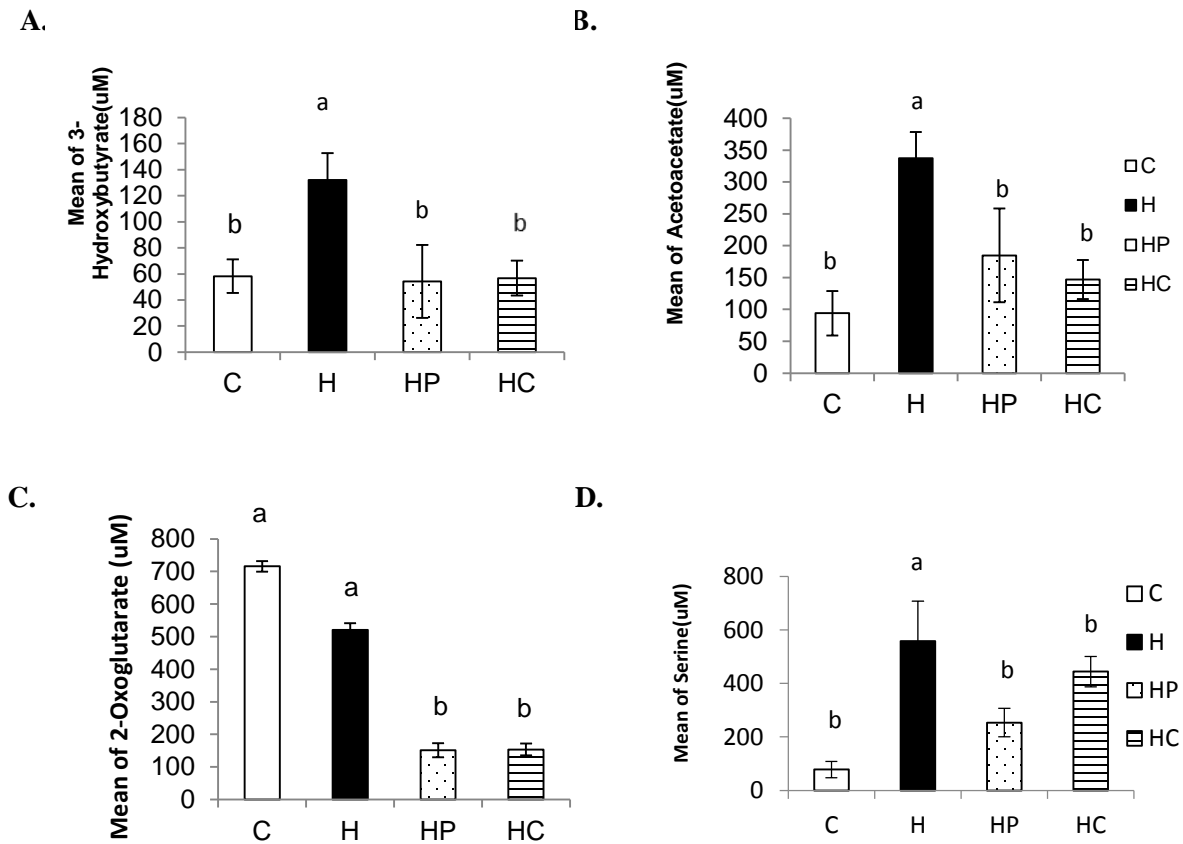 A.
Mean of 3-
Hydroxybutyrate(uM)
180
160
140
120
100
80
60
40
20
0
b
a
b
b
C
H
HP
HC
B.
Mean of Acetoacetate(uM)
400
350
300
250
200
150
100
50
0
b
a
b
b
C
H
HP
HC
C
H
HP
HC
C.
Mean of 2-Oxoglutarate (uM)
800
700
600
500
400
300
200
100
0
a
a
b
b
C
H
HP
HC
D.
Mean of Serine(uM)
800
600
400
200
0
b
a
b
b
C
H
HP
HC
C
H
HP
HC